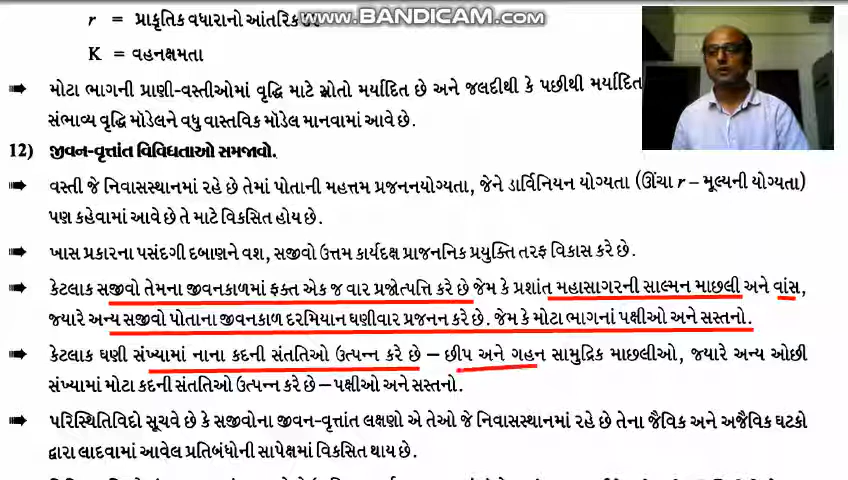 r = પ્રાકૃતિક વધારાનો આંતરિક
www.BANDICAM.com
K = વહનક્ષમતા
➠ મોટા ભાગની પ્રાણી-વસ્તીઓમાં વૃદ્ધિ માટે સ્રોતો મર્યાદિત છે અને જલદીથી કે પછીથી મર્યાદિત
સંભાવ્ય વૃદ્ધિ મૉડેલને વધુ વાસ્તવિક મૉડેલ માનવામાં આવે છે.
12) જીવન-વૃત્તાંત વિવિધતાઓ સમજાવો.
➠ વસ્તી જે નિવાસસ્થાનમાં રહે છે તેમાં પોતાની મહત્તમ પ્રજનનયોગ્યતા, જેને ડાર્વિનિયન યોગ્યતા (ઊંચા r – મૂલ્યની યોગ્યતા)
પણ કહેવામાં આવે છે તે માટે વિકસિત હોય છે.
➠ ખાસ પ્રકારના પસંદગી દબાણને વશ, સજીવો ઉત્તમ કાર્યદક્ષ પ્રાજનનિક પ્રયુક્તિ તરફ વિકાસ કરે છે.
➠ કેટલાક સજીવો તેમના જીવનકાળમાં ફક્ત એક જ વાર પ્રજોત્પત્તિ કરે છે જેમ કે પ્રશાંત મહાસાગરની સાલ્મન માછલી અને વાંસ,
જ્યારે અન્ય સજીવો પોતાના જીવનકાળ દરમિયાન ઘણીવાર પ્રજનન કરે છે. જેમ કે મોટા ભાગનાં પક્ષીઓ અને સસ્તનો.
➠ કેટલાક ઘણી સંખ્યામાં નાના કદની સંતતિઓ ઉત્પન્ન કરે છે – છીપ અને ગહન સામુદ્રિક માછલીઓ, જ્યારે અન્ય ઓછી
સંખ્યામાં મોટા કદની સંતતિઓ ઉત્પન્ન કરે છે – પક્ષીઓ અને સસ્તનો.
➠ પરિસ્થિતિવિદો સૂચવે છે કે સજીવોના જીવન-વૃત્તાંત લક્ષણો એ તેઓ જે નિવાસસ્થાનમાં રહે છે તેના જૈવિક અને અજૈવિક ઘટકો
દ્વારા લાદવામાં આવેલ પ્રતિબંધોની સાપેક્ષમાં વિકસિત થાય છે.